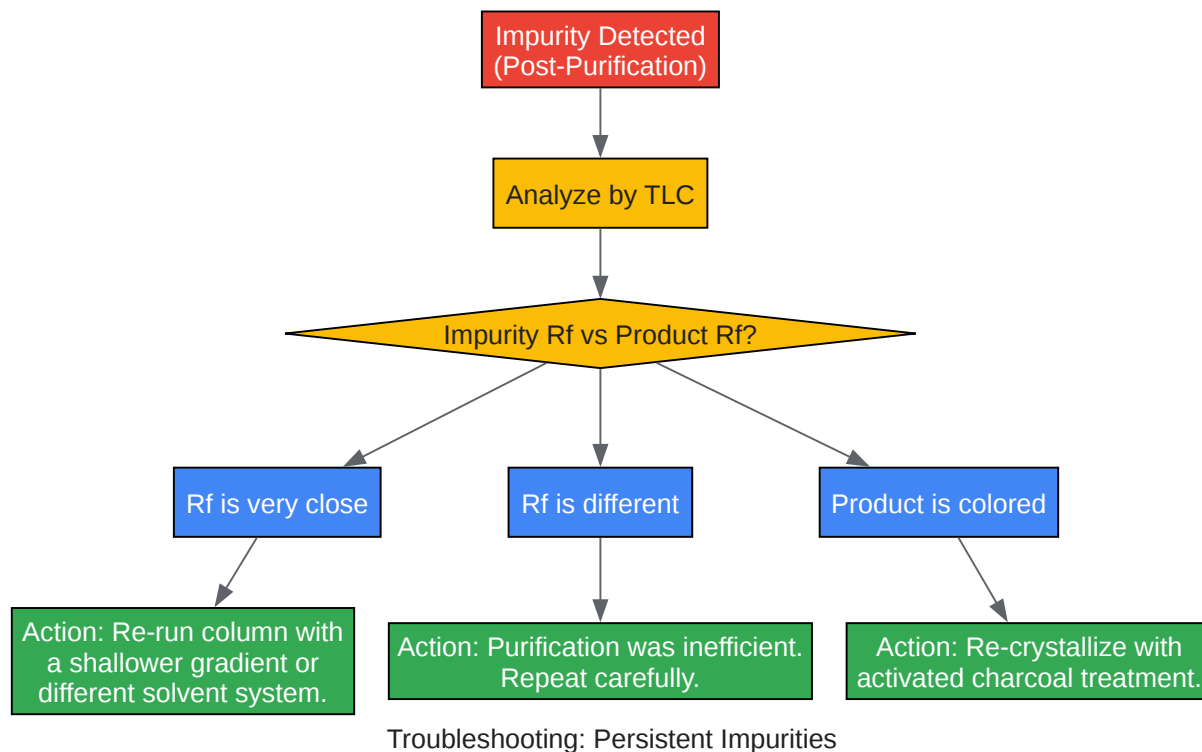 Impurity Detected
(Post-Purification)
Analyze by TLC
Impurity Rf vs Product Rf?
Rf is very close
Rf is different
Product is colored
Action: Re-run column with
a shallower gradient or
different solvent system.
Action: Purification was inefficient.
Repeat carefully.
Action: Re-crystallize with
activated charcoal treatment.
Troubleshooting: Persistent Impurities